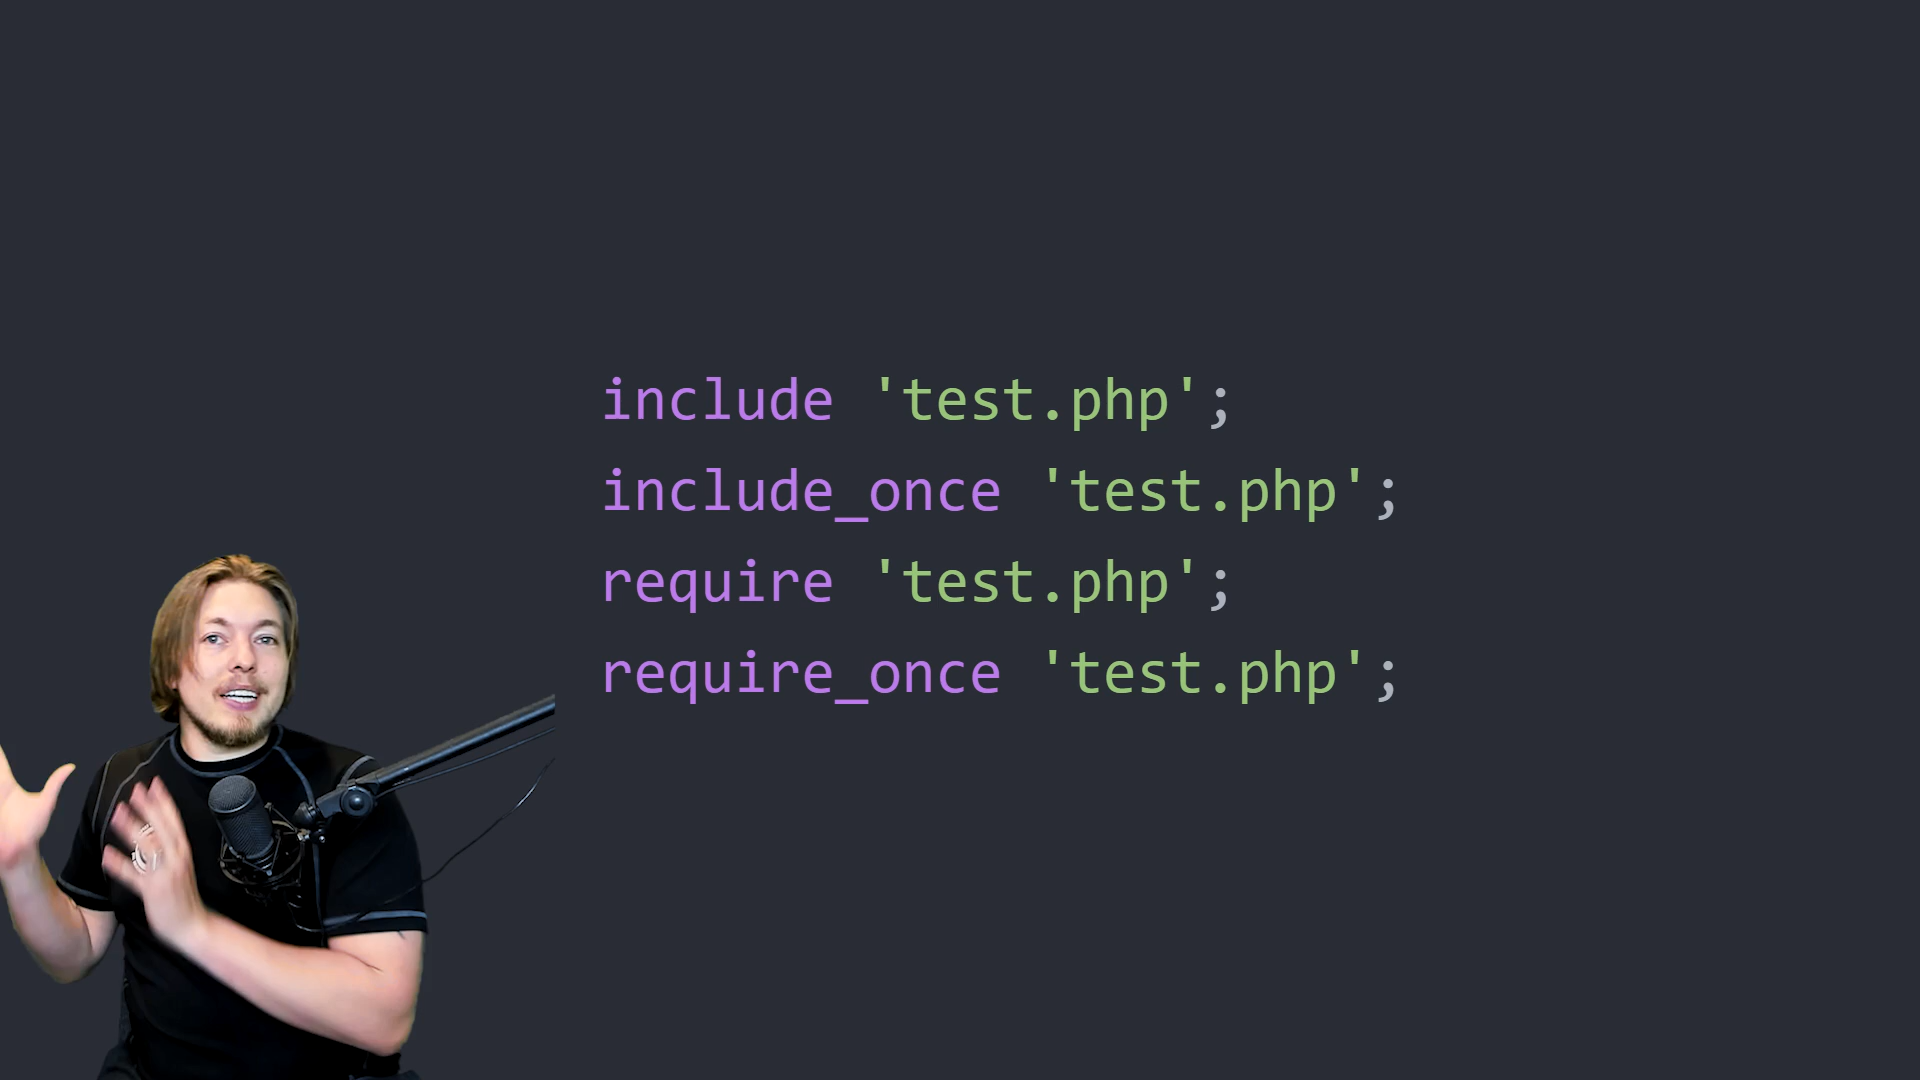 include 'test.php';
include_once 'test.php';
require 'test.php';
require_once 'test.php';